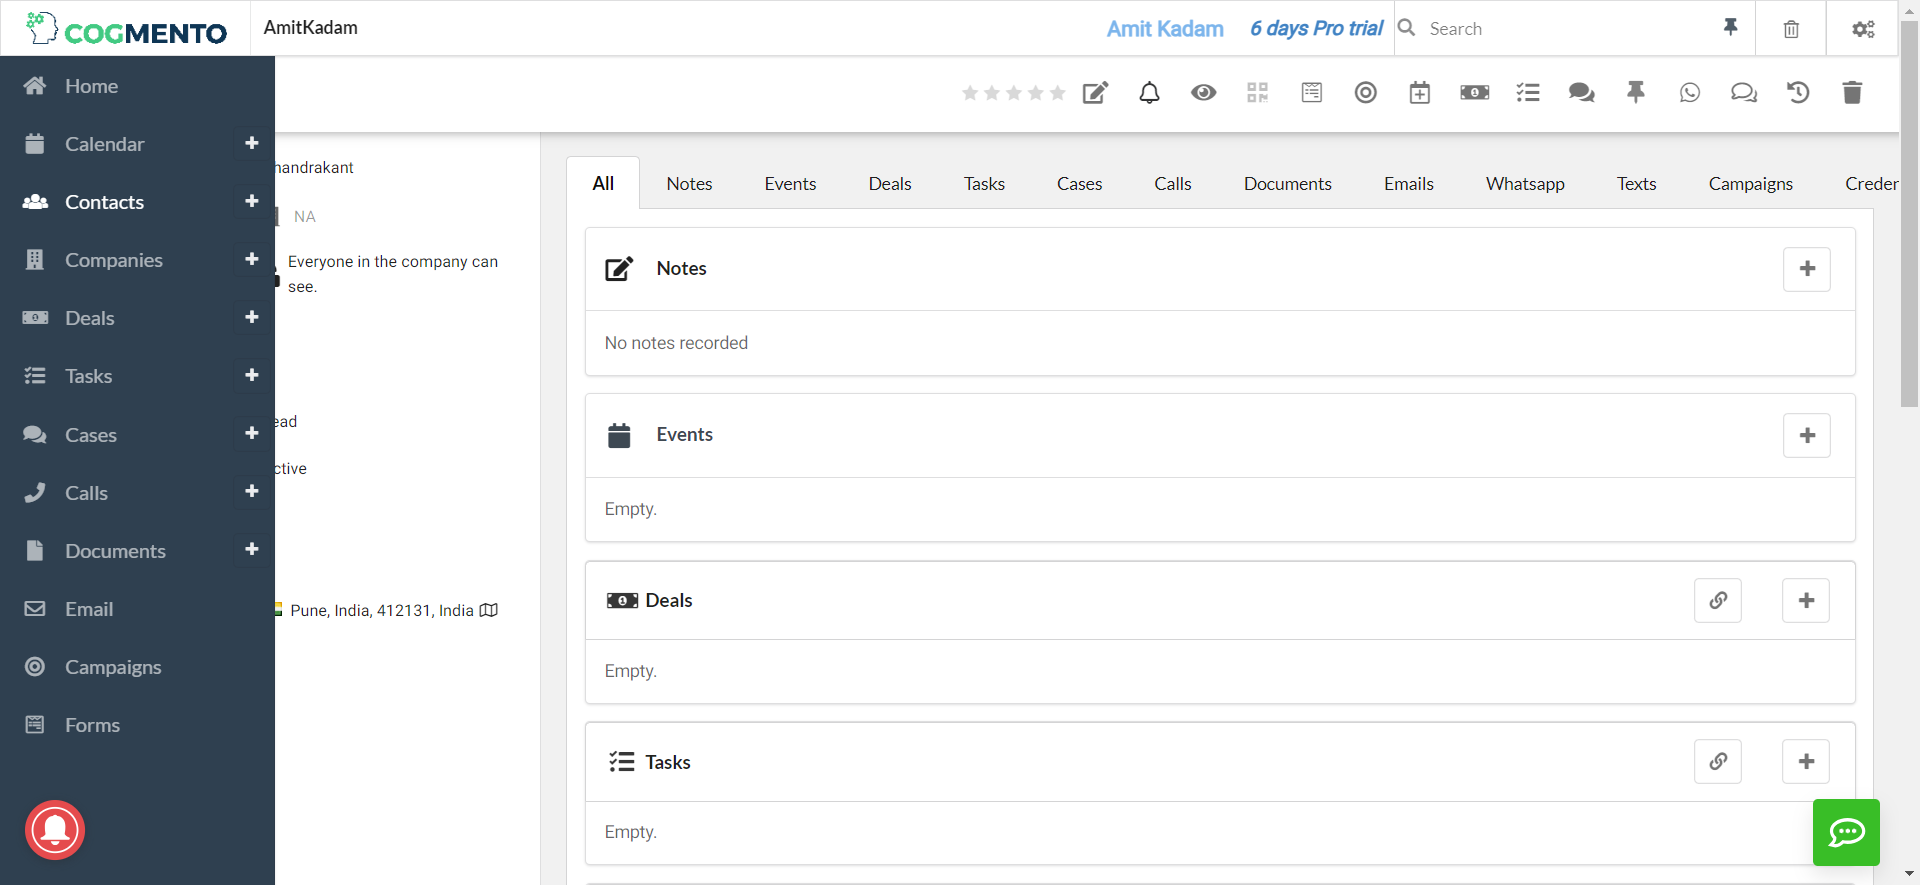 COGMENTO
AmitKadam
Amit Kadam
6 days Pro trial
Search
Home
Calendar
Contacts
Companies
Deals
Tasks
Cases
Calls
Documents
Email
Campaigns
Forms
handrakant
NA
Everyone in the company can
see.
ead
ctive
Pune, India, 412131, India
All
Notes
Events
Deals
Tasks
Cases
Calls
Documents
Emails
Whatsapp
Texts
Campaigns
Creder
Notes
No notes recorded
Events
Empty.
Deals
Empty.
Tasks
Empty.